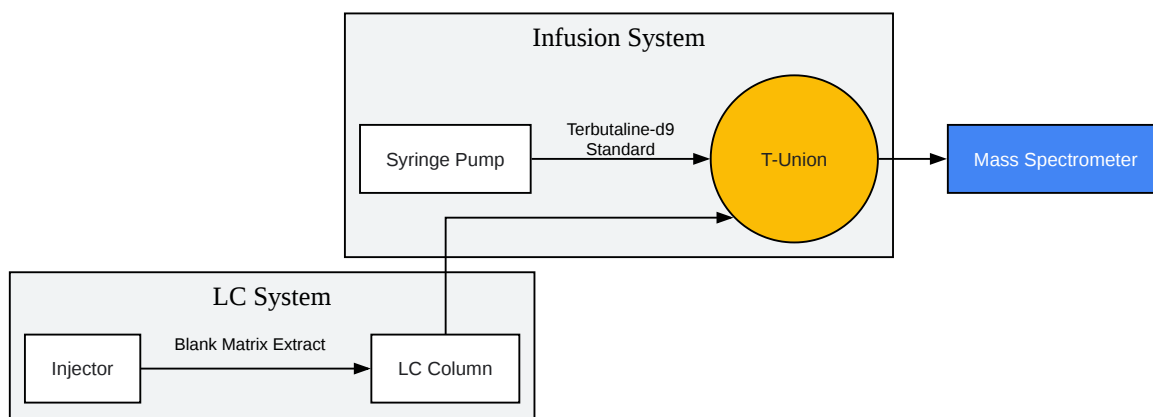 Infusion System
Terbutaline-d9
Standard
Syringe Pump
T-Union
Mass Spectrometer
LC System
Blank Matrix Extract
Injector
LC Column